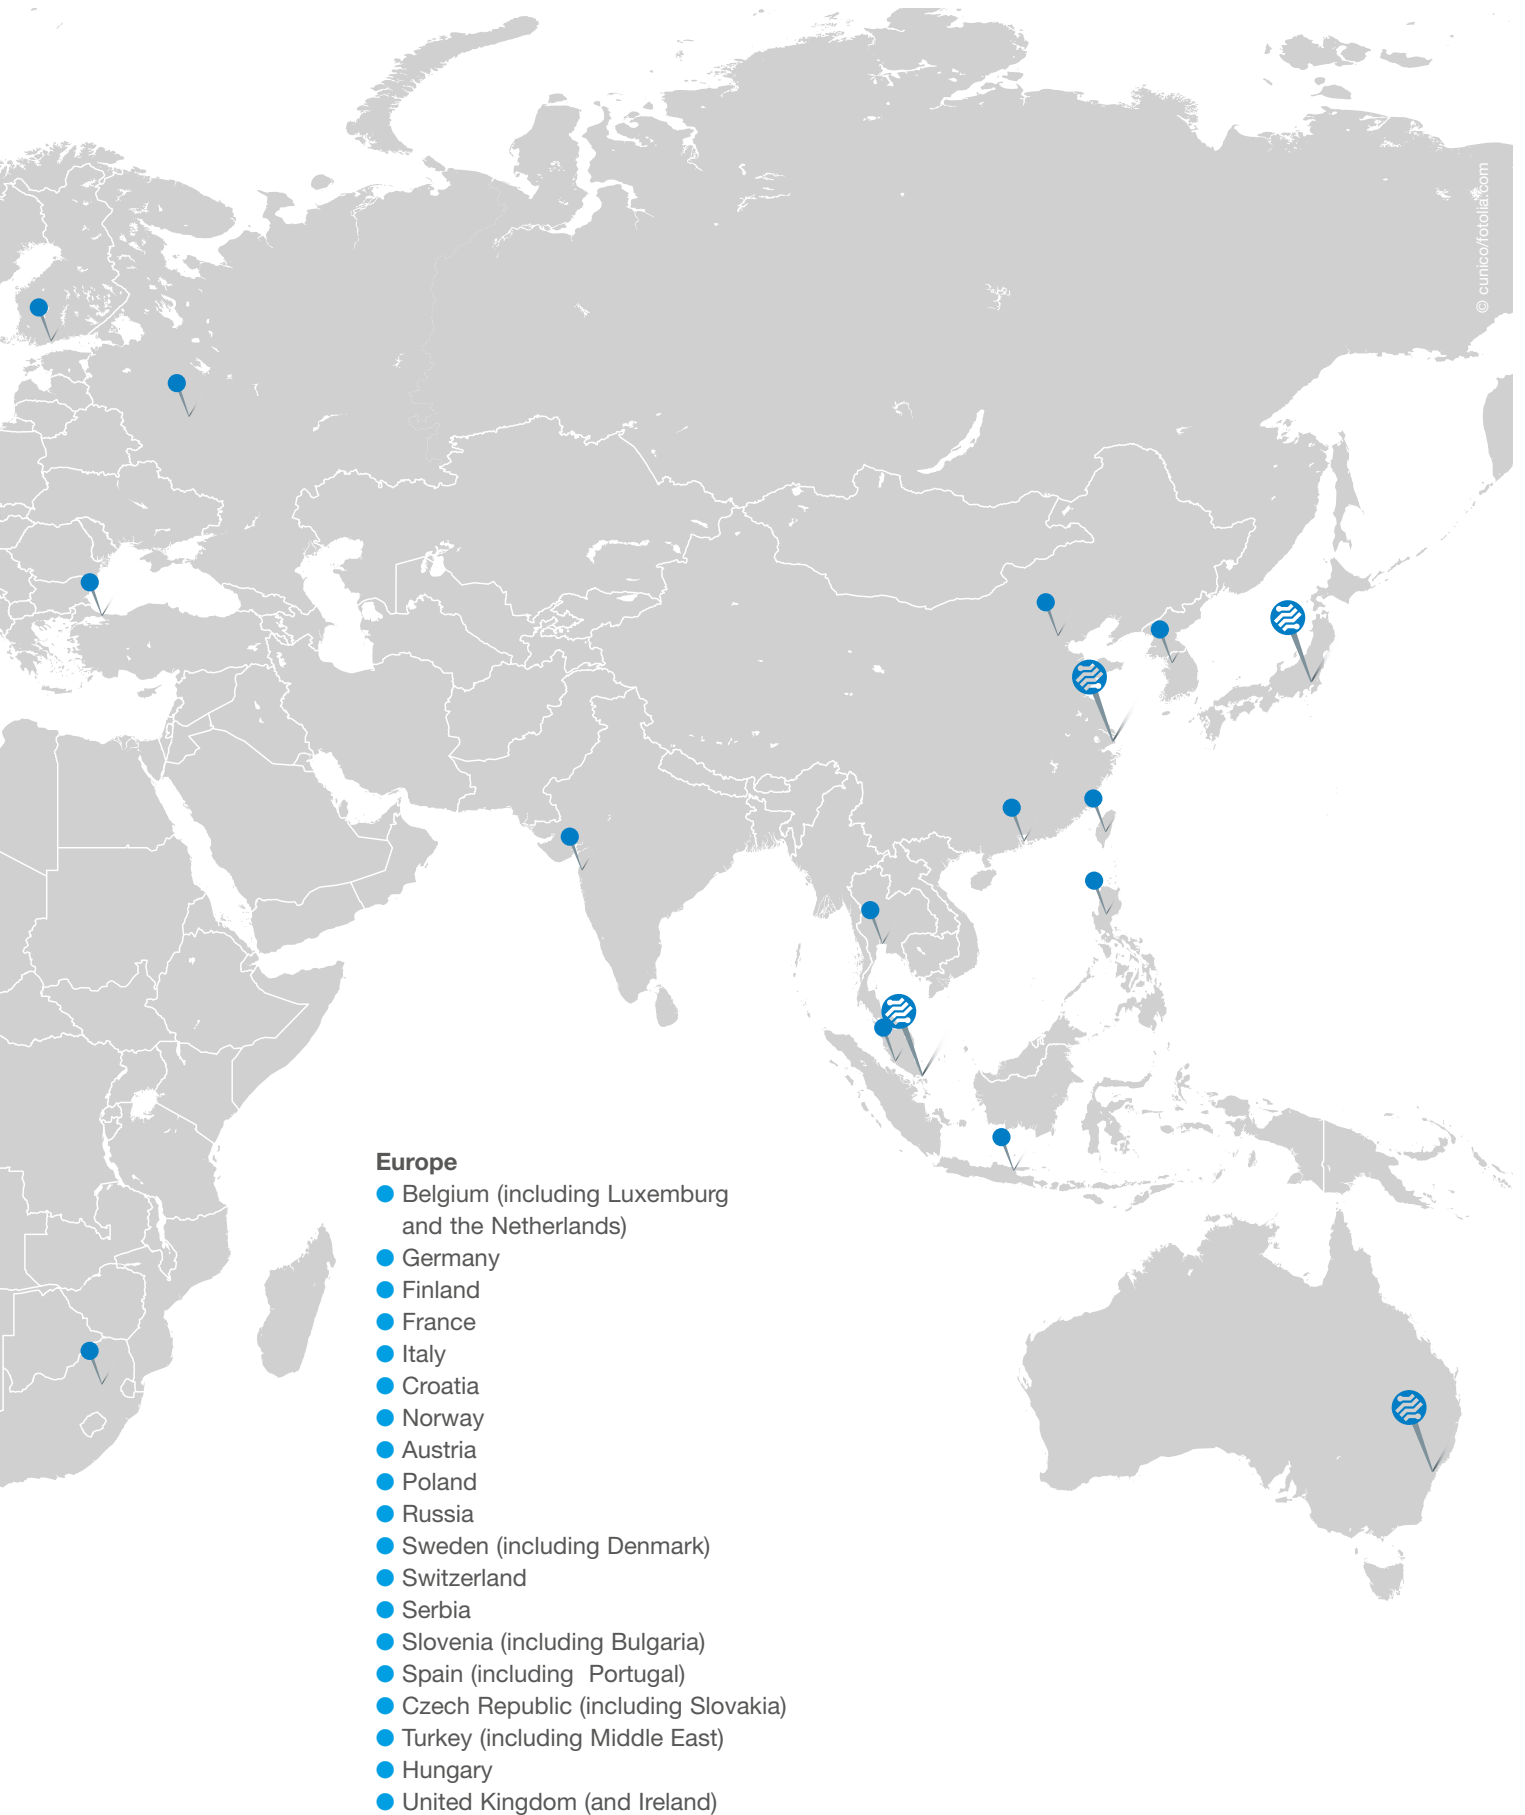 © cunico/fotolia.com
Europe
Belgium (including Luxemburg
and the Netherlands)
Germany
Finland
France
Italy
Croatia
Norway
Austria
Poland
Russia
Sweden (including Denmark)
Switzerland
Serbia
Slovenia (including Bulgaria)
Spain (including  Portugal)
Czech Republic (including Slovakia)
Turkey (including Middle East)
Hungary
United Kingdom (and Ireland)